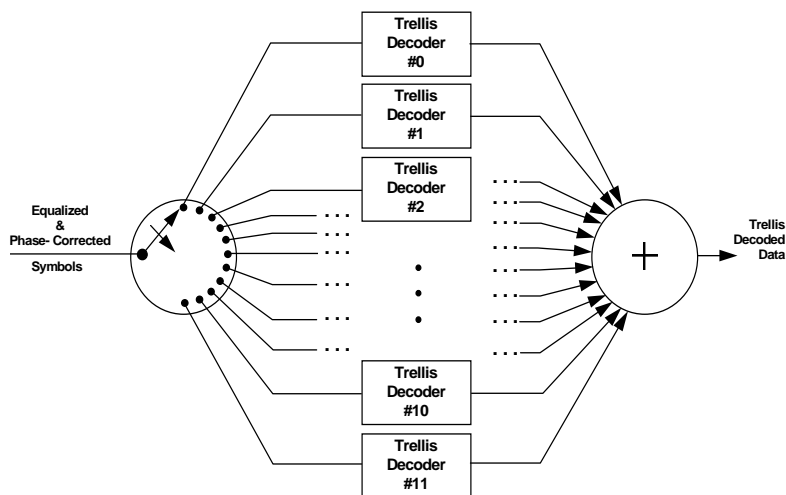 Trellis
Decoder
#0
Trellis
Decoder
#1
Trellis
Decoder
#2
Equalized
&
Phase- Corrected
Symbols
+
Trellis
Decoded
Data
Trellis
Decoder
#10
Trellis
Decoder
#11